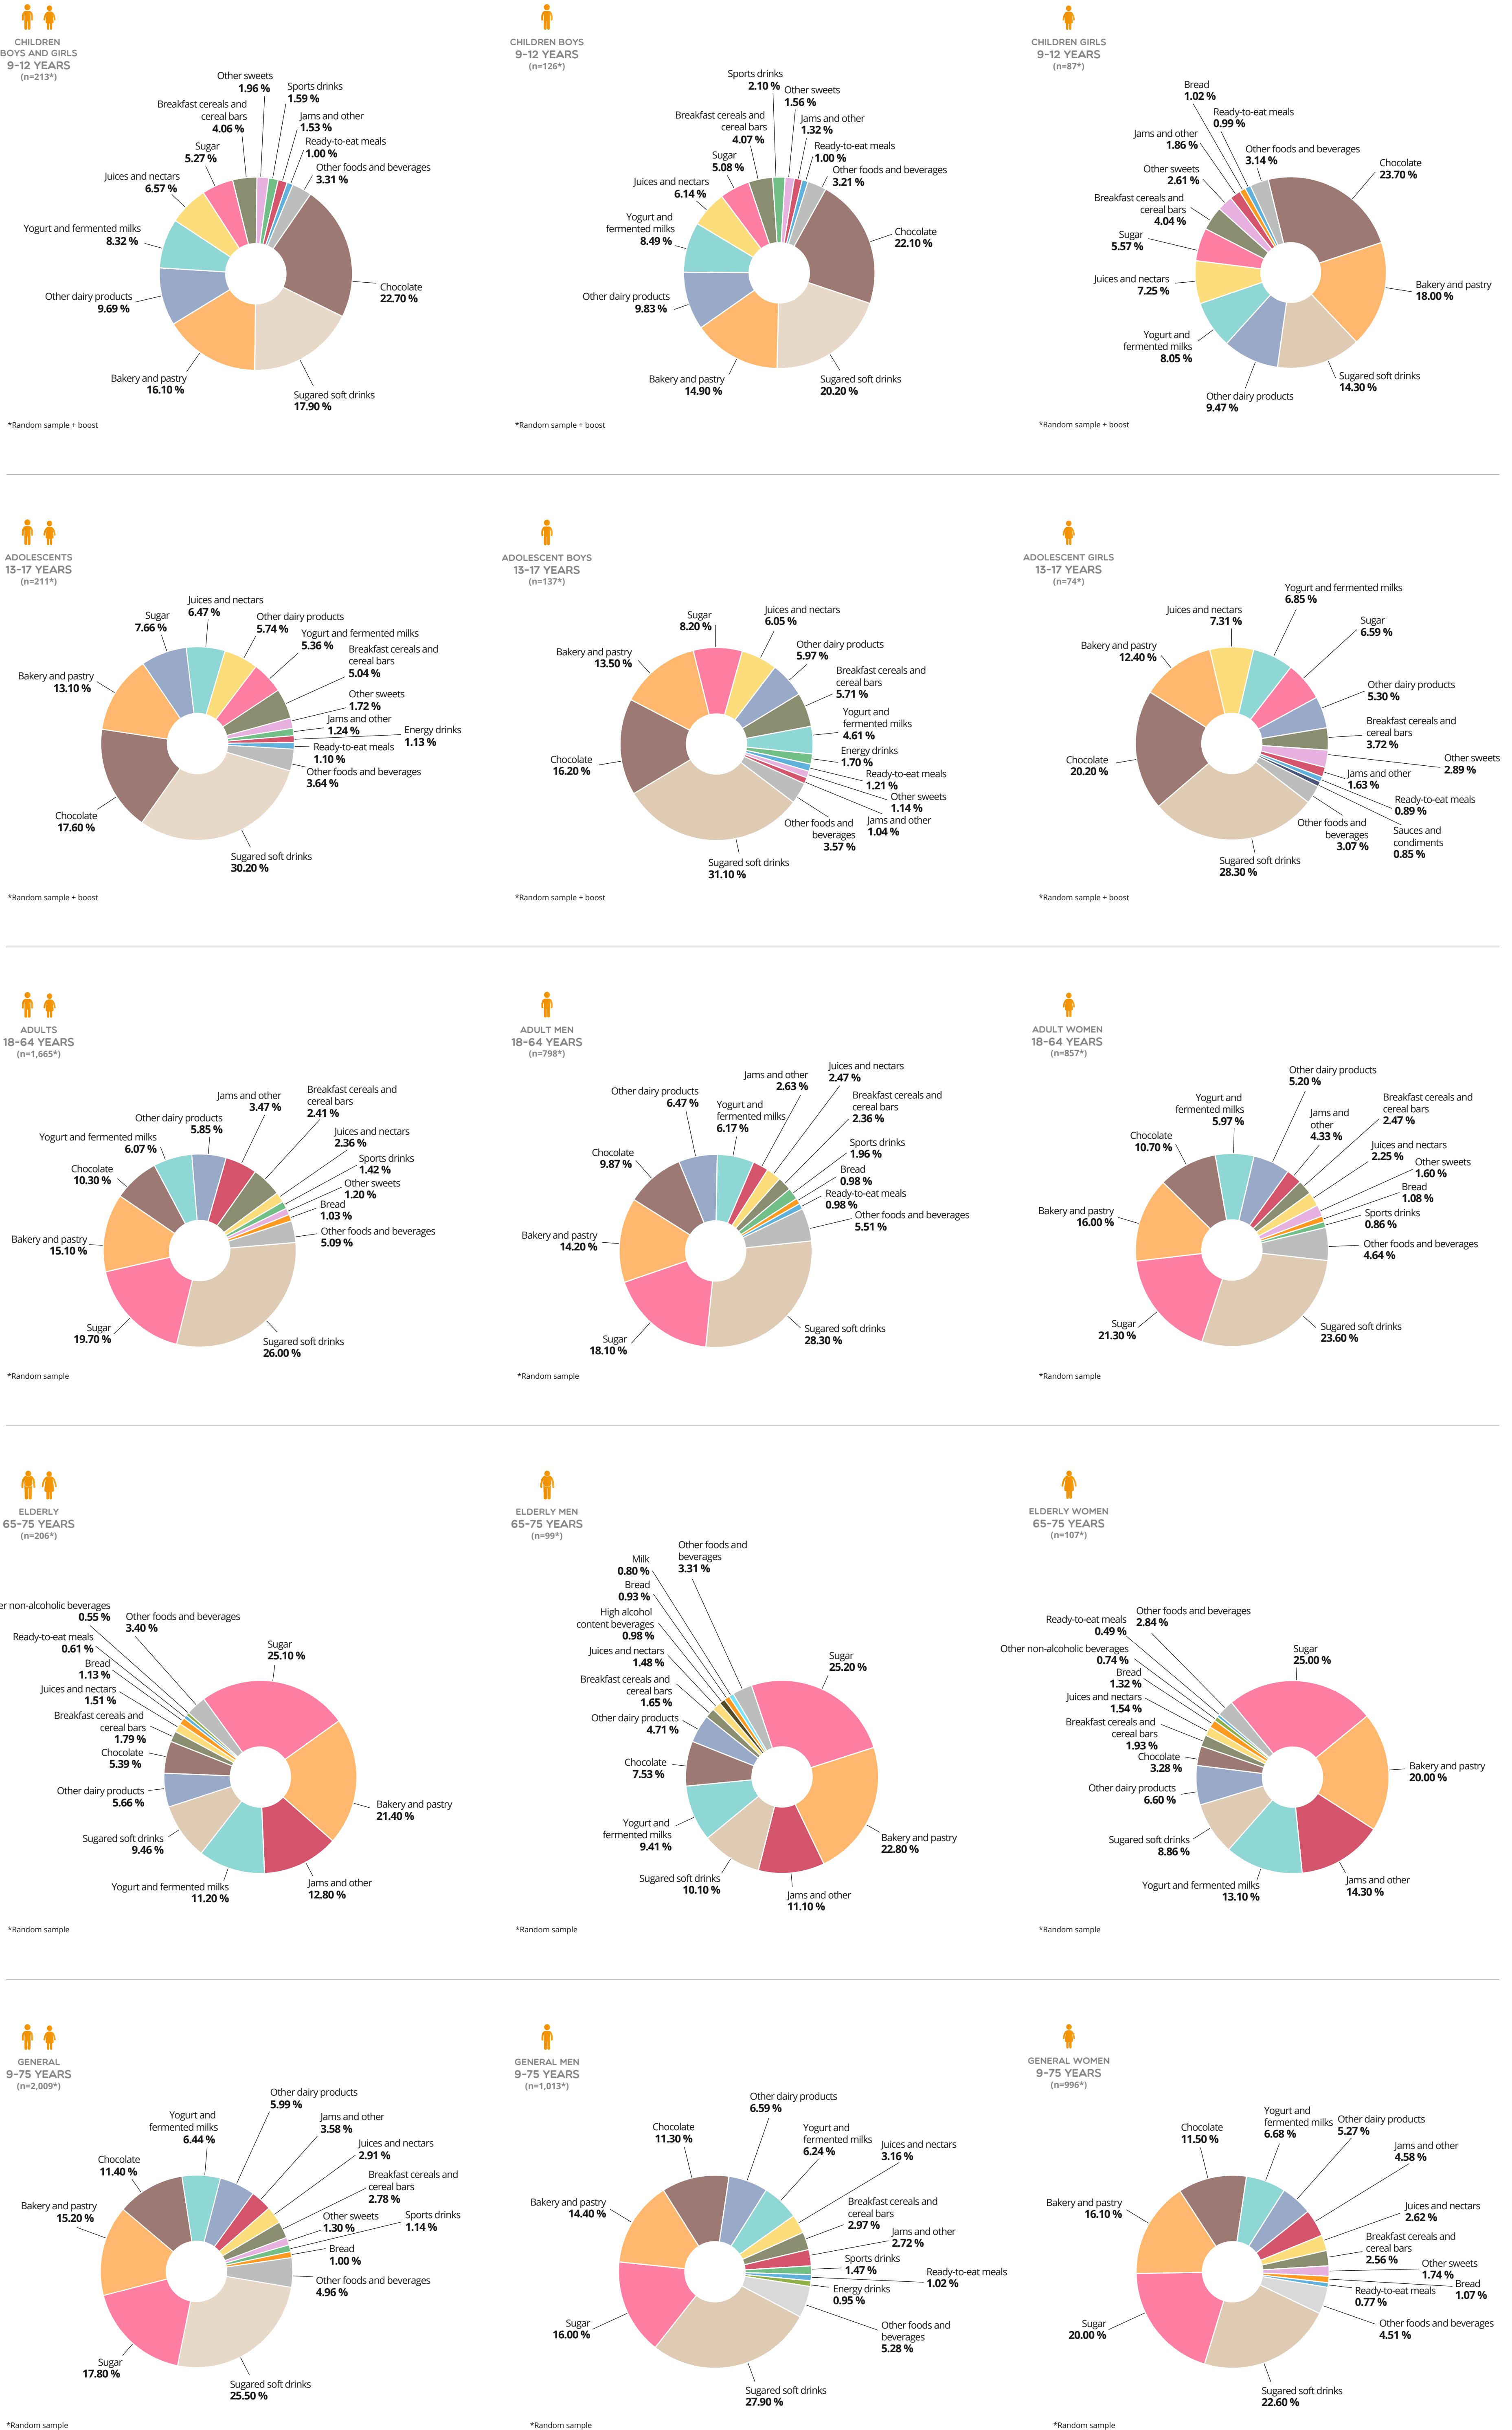 CHILDREN
BOYS AND GIRLS
9-12 YEARS
(n=213*)
Other sweets
1.96 %
Sports drinks
1.59 %
Breakfast cereals and
cereal bars
4.06 %
Jams and other
1.53 %
Ready-to-eat meals
1.00 %
Sugar
5.27 %
Other foods and beverages
3.31 %
Juices and nectars
6.57 %
Yogurt and fermented milks
8.32 %
Chocolate
22.70 %
Other dairy products
9.69 %
Bakery and pastry
16.10 %
Sugared soft drinks
17.90 %
*Random sample + boost
CHILDREN BOYS
9-12 YEARS
(n=126*)
Sports drinks
2.10 %
Other sweets
1.56 %
Breakfast cereals and
cereal bars
4.07 %
Jams and other
1.32 %
Ready-to-eat meals
1.00 %
Sugar
5.08 %
Other foods and beverages
3.21 %
Juices and nectars
6.14 %
Yogurt and
fermented milks
8.49 %
Chocolate
22.10 %
Other dairy products
9.83 %
Bakery and pastry
14.90 %
Sugared soft drinks
20.20 %
*Random sample + boost
CHILDREN GIRLS
9-12 YEARS
(n=87*)
Bread
1.02 %
Ready-to-eat meals
0.99 %
Jams and other
1.86 %
Other foods and beverages
3.14 %
Chocolate
23.70 %
Other sweets
2.61 %
Breakfast cereals and
cereal bars
4.04 %
Sugar
5.57 %
Juices and nectars
7.25 %
Bakery and pastry
18.00 %
Yogurt and
fermented milks
8.05 %
Sugared soft drinks
14.30 %
Other dairy products
9.47 %
*Random sample + boost
ADOLESCENTS
13-17 YEARS
(n=211*)
Juices and nectars
6.47 %
Sugar
7.66 %
Other dairy products
5.74 %
Yogurt and fermented milks
5.36 %
Breakfast cereals and
cereal bars
5.04 %
Bakery and pastry
13.10 %
Other sweets
1.72 %
Jams and other
1.24 %
Energy drinks
1.13 %
Ready-to-eat meals
1.10 %
Other foods and beverages
3.64 %
Chocolate
17.60 %
Sugared soft drinks
30.20 %
*Random sample + boost
ADOLESCENT BOYS
13-17 YEARS
(n=137*)
Sugar
8.20 %
Juices and nectars
6.05 %
Other dairy products
5.97 %
Bakery and pastry
13.50 %
Breakfast cereals and
cereal bars
5.71 %
Yogurt and
fermented milks
4.61 %
Energy drinks
1.70 %
Chocolate
16.20 %
Ready-to-eat meals
1.21 %
Other sweets
1.14 %
Jams and other
1.04 %
Other foods and
beverages
3.57 %
Sugared soft drinks
31.10 %
*Random sample + boost
ADOLESCENT GIRLS
13-17 YEARS
(n=74*)
Yogurt and fermented milks
6.85 %
Juices and nectars
7.31 %
Sugar
6.59 %
Bakery and pastry
12.40 %
Other dairy products
5.30 %
Breakfast cereals and
cereal bars
3.72 %
Other sweets
2.89 %
Chocolate
20.20 %
Jams and other
1.63 %
Ready-to-eat meals
0.89 %
Other foods and
beverages
3.07 %
Sauces and
condiments
0.85 %
Sugared soft drinks
28.30 %
*Random sample + boost
ADULTS
18-64 YEARS
(n=1,665*)
Jams and other
3.47 %
Breakfast cereals and
cereal bars
2.41 %
Other dairy products
5.85 %
Yogurt and fermented milks
6.07 %
Juices and nectars
2.36 %
Chocolate
10.30 %
Sports drinks
1.42 %
Other sweets
1.20 %
Bread
1.03 %
Bakery and pastry
15.10 %
Other foods and beverages
5.09 %
Sugar
19.70 %
Sugared soft drinks
26.00 %
*Random sample
ADULT MEN
18-64 YEARS
(n=798*)
Juices and nectars
2.47 %
Jams and other
2.63 %
Other dairy products
6.47 %
Breakfast cereals and
cereal bars
2.36 %
Yogurt and
fermented milks
6.17 %
Sports drinks
1.96 %
Chocolate
9.87 %
Bread
0.98 %
Ready-to-eat meals
0.98 %
Other foods and beverages
5.51 %
Bakery and pastry
14.20 %
Sugar
18.10 %
Sugared soft drinks
28.30 %
*Random sample
ADULT WOMEN
18-64 YEARS
(n=857*)
Other dairy products
5.20 %
Yogurt and
fermented milks
5.97 %
Breakfast cereals and
cereal bars
2.47 %
Jams and
other
4.33 %
Chocolate
10.70 %
Juices and nectars
2.25 %
Other sweets
1.60 %
Bread
1.08 %
Bakery and pastry
16.00 %
Sports drinks
0.86 %
Other foods and beverages
4.64 %
Sugar
21.30 %
Sugared soft drinks
23.60 %
*Random sample
ELDERLY
65-75 YEARS
(n=206*)
er non-alcoholic beverages
0.55 %
Other foods and beverages
3.40 %
Ready-to-eat meals
0.61 %
Sugar
25.10 %
Bread
1.13 %
Juices and nectars
1.51 %
Breakfast cereals and
cereal bars
1.79 %
Chocolate
5.39 %
Other dairy products
5.66 %
Bakery and pastry
21.40 %
Sugared soft drinks
9.46 %
Yogurt and fermented milks
11.20 %
Jams and other
12.80 %
*Random sample
ELDERLY MEN
65-75 YEARS
(n=99*)
Other foods and
beverages
3.31 %
Milk
0.80 %
Bread
0.93 %
High alcohol
content beverages
0.98 %
Juices and nectars
1.48 %
Sugar
25.20 %
Breakfast cereals and
cereal bars
1.65 %
Other dairy products
4.71 %
Chocolate
7.53 %
Yogurt and
fermented milks
9.41 %
Bakery and pastry
22.80 %
Sugared soft drinks
10.10 %
Jams and other
11.10 %
*Random sample
ELDERLY WOMEN
65-75 YEARS
(n=107*)
Other foods and beverages
2.84 %
Ready-to-eat meals
0.49 %
Other non-alcoholic beverages
0.74 %
Sugar
25.00 %
Bread
1.32 %
Juices and nectars
1.54 %
Breakfast cereals and
cereal bars
1.93 %
Chocolate
3.28 %
Bakery and pastry
20.00 %
Other dairy products
6.60 %
Sugared soft drinks
8.86 %
Yogurt and fermented milks
13.10 %
Jams and other
14.30 %
*Random sample
GENERAL
9-75 YEARS
(n=2,009*)
Other dairy products
5.99 %
Yogurt and
fermented milks
6.44 %
Jams and other
3.58 %
Juices and nectars
2.91 %
Chocolate
11.40 %
Breakfast cereals and
cereal bars
2.78 %
Bakery and pastry
15.20 %
Other sweets
1.30 %
Sports drinks
1.14 %
Bread
1.00 %
Other foods and beverages
4.96 %
Sugar
17.80 %
Sugared soft drinks
25.50 %
*Random sample
GENERAL MEN
9-75 YEARS
(n=1,013*)
Other dairy products
6.59 %
Chocolate
11.30 %
Yogurt and
fermented milks
6.24 %
Juices and nectars
3.16 %
Bakery and pastry
14.40 %
Breakfast cereals and
cereal bars
2.97 %
Jams and other
2.72 %
Sports drinks
1.47 %
Ready-to-eat meals
1.02 %
Energy drinks
0.95 %
Sugar
16.00 %
Other foods and
beverages
5.28 %
Sugared soft drinks
27.90 %
*Random sample
GENERAL WOMEN
9-75 YEARS
(n=996*)
Yogurt and
fermented milks
6.68 %
Other dairy products
5.27 %
Chocolate
11.50 %
Jams and other
4.58 %
Bakery and pastry
16.10 %
Juices and nectars
2.62 %
Breakfast cereals and
cereal bars
2.56 %
Other sweets
1.74 %
Bread
1.07 %
Ready-to-eat meals
0.77 %
Other foods and beverages
4.51 %
Sugar
20.00 %
Sugared soft drinks
22.60 %
*Random sample